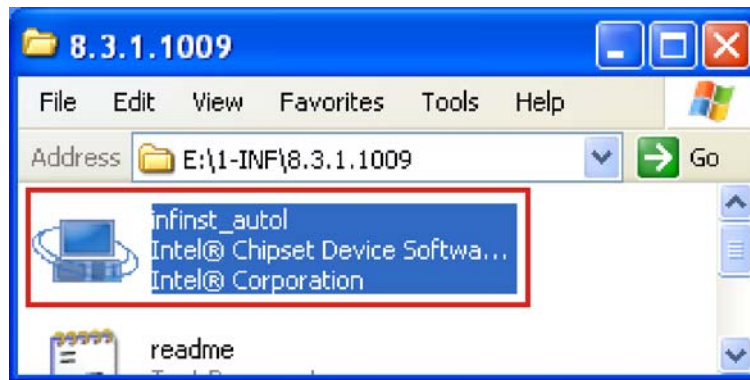 8.3.1.1009
File Edit View Favorites Tools Help
Address E:\1-INF\8.3.1.1009 Go
infinst_autol
Intel® Chipset Device Softwa...
Intel® Corporation
readme